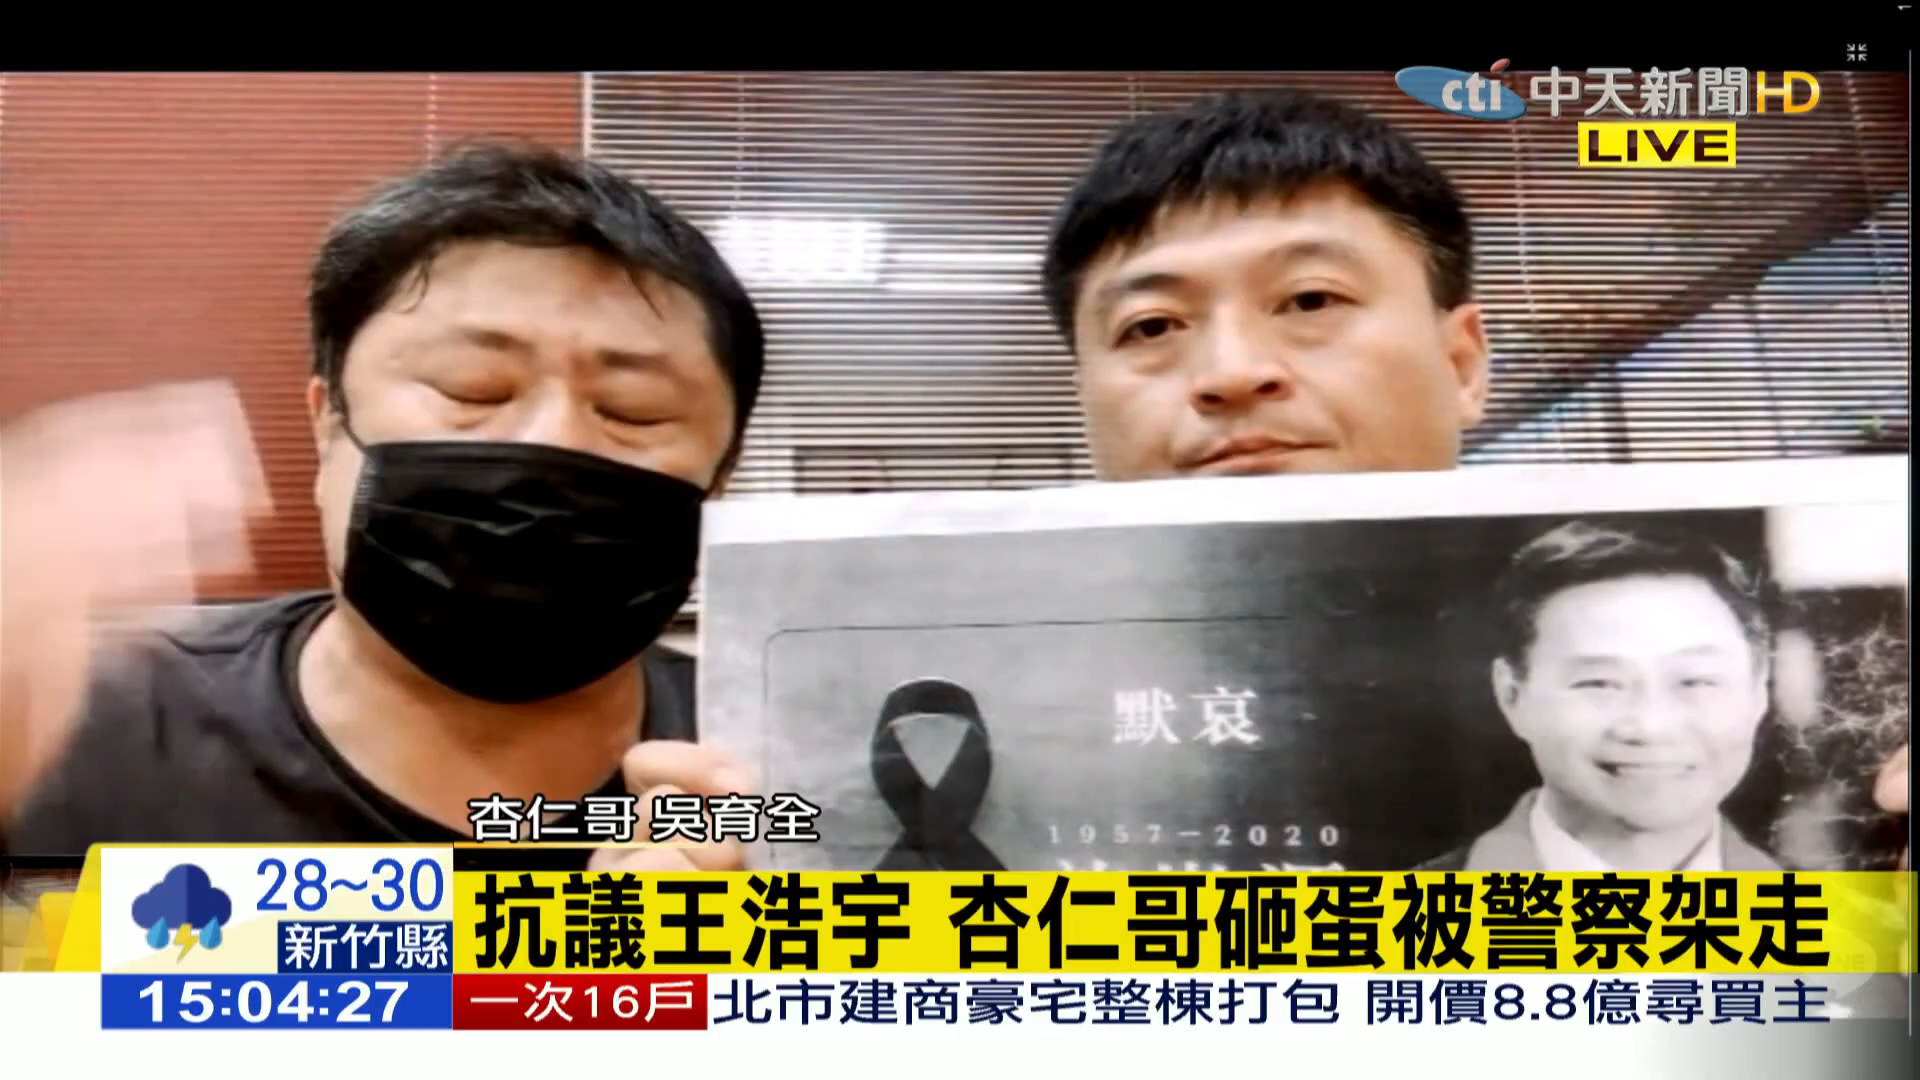 cti 中天新聞HD
LIVE
默哀
1957-2020
杏仁哥 吳育全
28~30
新竹縣
抗議王浩宇 杏仁哥砸蛋被警察架走
15:04:27
一次16戶
北市建商豪宅整棟打包 開價8.8億尋買主